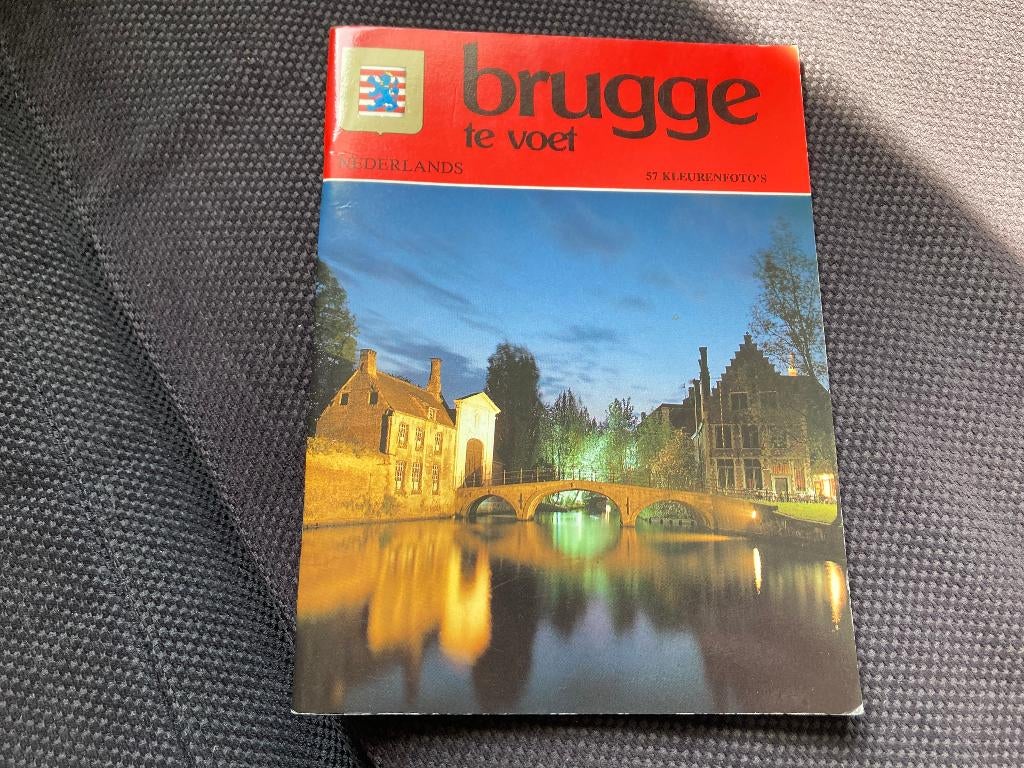 brugge
te voet
NEDERLANDS
57 KLEURENFOTO'S